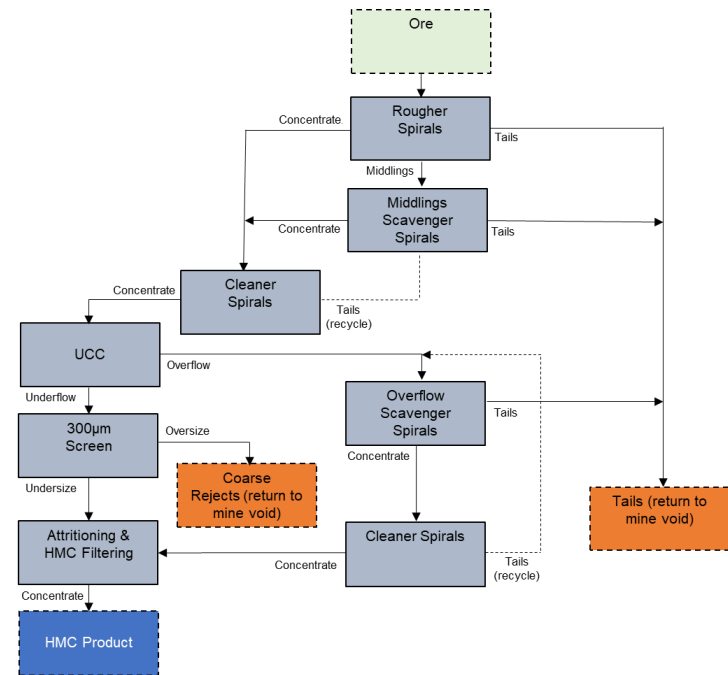 Ore
Rougher
Spirals
Concentrate.
Tails
Middlings
Middlings
Scavenger
Spirals
Concentrate
Tails
Cleaner
Spirals
Concentrate
Tails
(recycle)
UCC
Overflow
Underflow
Overflow
Scavenger
Spirals
Tails
300µm
Screen
Oversize
Concentrate
Coarse
Rejects (return to
mine void)
Undersize
Tails (return to
mine void)
Attritioning &
HMC Filtering
Cleaner Spirals
Concentrate
Tails
(recycle)
Concentrate
HMC Product